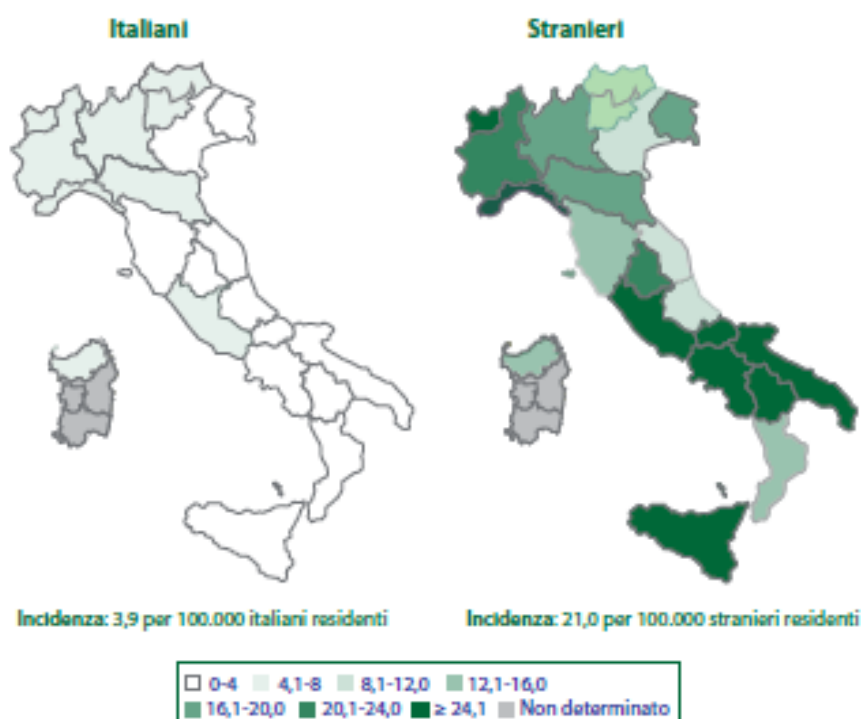 Italiani
Stranieri
Incidenza: 3,9 per 100.000 italiani residenti
Incidenza: 21,0 per 100.000 stranieri residenti
0-4 4,1-8 8,1-12,0 12,1-16,0
16,1-20,0 20,1-24,0 ≥ 24,1 Non determinato